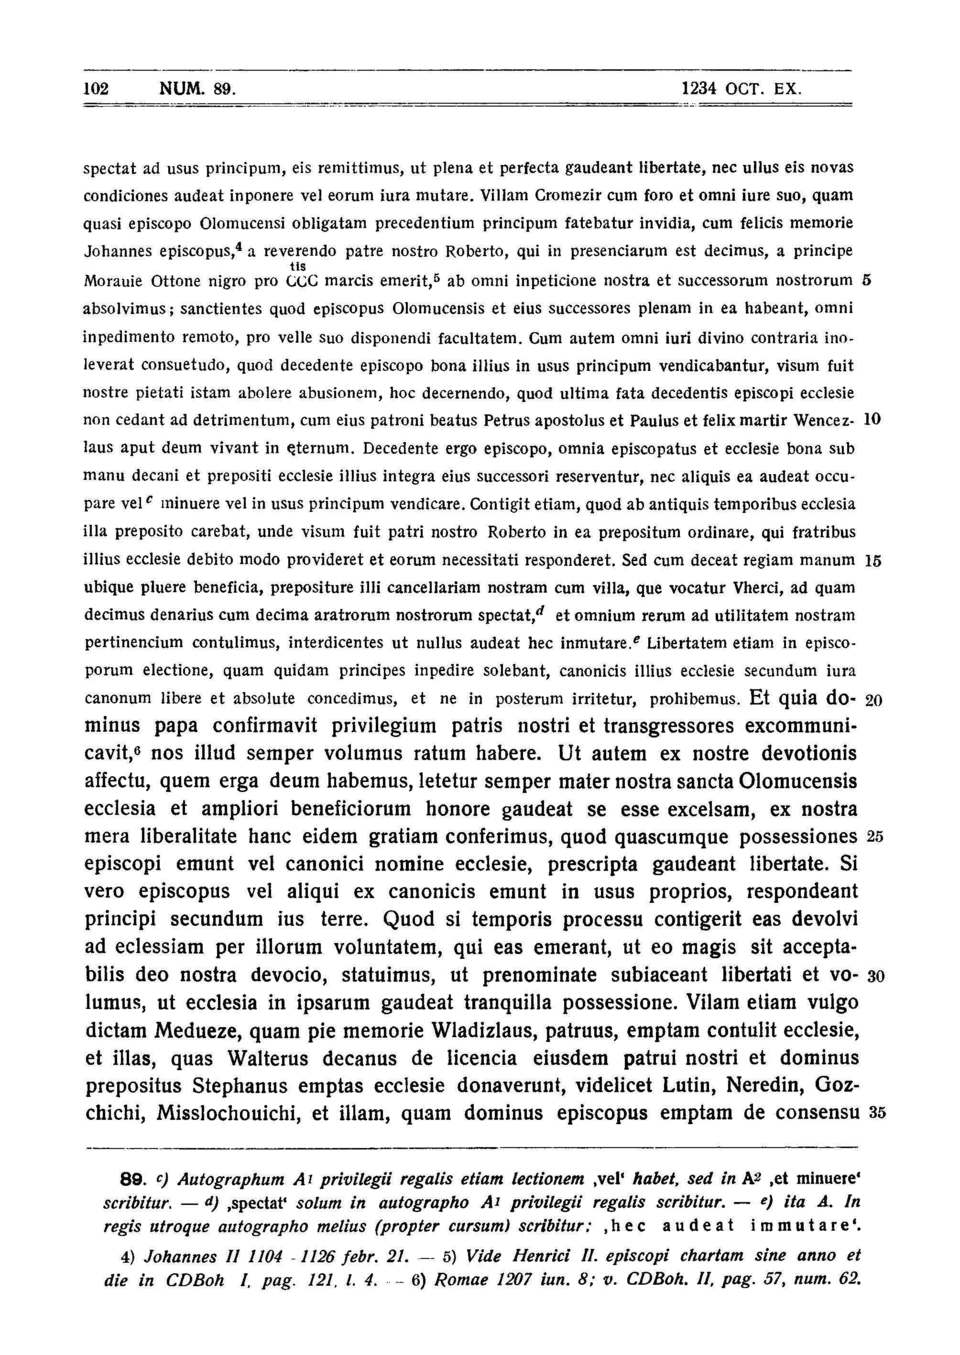 102 NUM. 89. 1234 OCT. EX.
spectat ad usus principum, eis remittimus, ut plena et perfecta gaudeant libertate, nec ullus eis novas
condiciones audeat inponere vel eorum iura mutare. Villam Cromezir cum foro et omni iure suo, quam
quasi episcopo Olomucensi obligatam precedentium principum fatebatur invidia, cum felicis memorie
Johannes episcopus,⁴ a reverendo patre nostro Roberto, qui in presenciarum est decimus, a principe
tis
Morauie Ottone nigro pro CCC marcis emerit,⁵ ab omni inpeticione nostra et successorum nostrorum 5
absolvimus; sanctientes quod episcopus Olomucensis et eius successores plenam in ea habeant, omni
inpedimento remoto, pro velle suo disponendi facultatem. Cum autem omni iuri divino contraria ino-
leverat consuetudo, quod decedente episcopo bona illius in usus principum vendicabantur, visum fuit
nostre pietati istam abolere abusionem, hoc decernendo, quod ultima fata decedentis episcopi ecclesie
non cedant ad detrimentum, cum eius patroni beatus Petrus apostolus et Paulus et felix martir Wencez- 10
laus aput deum vivant in ęternum. Decedente ergo episcopo, omnia episcopatus et ecclesie bona sub
manu decani et prepositi ecclesie illius integra eius successori reserventur, nec aliquis ea audeat occu-
pare vel ᶜ minuere vel in usus principum vendicare. Contigit etiam, quod ab antiquis temporibus ecclesia
illa preposito carebat, unde visum fuit patri nostro Roberto in ea prepositum ordinare, qui fratribus
illius ecclesie debito modo provideret et eorum necessitati responderet. Sed cum deceat regiam manum 15
ubique pluere beneficia, prepositure illi cancellariam nostram cum villa, que vocatur Vherci, ad quam
decimus denarius cum decima aratrorum nostrorum spectat,ᵈ et omnium rerum ad utilitatem nostram
pertinencium contulimus, interdicentes ut nullus audeat hec inmutare.ᵉ Libertatem etiam in episco-
porum electione, quam quidam principes inpedire solebant, canonicis illius ecclesie secundum iura
canonum libere et absolute concedimus, et ne in posterum irritetur, prohibemus. Et quia do- 20
minus papa confirmavit privilegium patris nostri et transgressores excommuni-
cavit,⁶ nos illud semper volumus ratum habere. Ut autem ex nostre devotionis
affectu, quem erga deum habemus, letetur semper mater nostra sancta Olomucensis
ecclesia et ampliori beneficiorum honore gaudeat se esse excelsam, ex nostra
mera liberalitate hanc eidem gratiam conferimus, quod quascumque possessiones 25
episcopi emunt vel canonici nomine ecclesie, prescripta gaudeant libertate. Si
vero episcopus vel aliqui ex canonicis emunt in usus proprios, respondeant
principi secundum ius terre. Quod si temporis processu contigerit eas devolvi
ad eclessiam per illorum voluntatem, qui eas emerant, ut eo magis sit accepta-
bilis deo nostra devocio, statuimus, ut prenominate subiaceant libertati et vo- 30
lumus, ut ecclesia in ipsarum gaudeat tranquilla possessione. Vilam etiam vulgo
dictam Medueze, quam pie memorie Wladizlaus, patruus, emptam contulit ecclesie,
et illas, quas Walterus decanus de licencia eiusdem patrui nostri et dominus
prepositus Stephanus emptas ecclesie donaverunt, videlicet Lutin, Neredin, Goz-
chichi, Misslochouichi, et illam, quam dominus episcopus emptam de consensu 35
89. c) Autographum A1 privilegii regalis etiam lectionem ‚vel‘ habet, sed in A2 ‚et minuere‘
scribitur. — d) ‚spectat‘ solum in autographo A1 privilegii regalis scribitur. — e) ita A. In
regis utroque autographo melius (propter cursum) scribitur: ‚hec audeat immutare‘.
4) Johannes II 1104 - 1126 febr. 21. — 5) Vide Henrici II. episcopi chartam sine anno et
die in CDBoh I, pag. 121, l. 4. — 6) Romae 1207 iun. 8; v. CDBoh. II, pag. 57, num. 62.